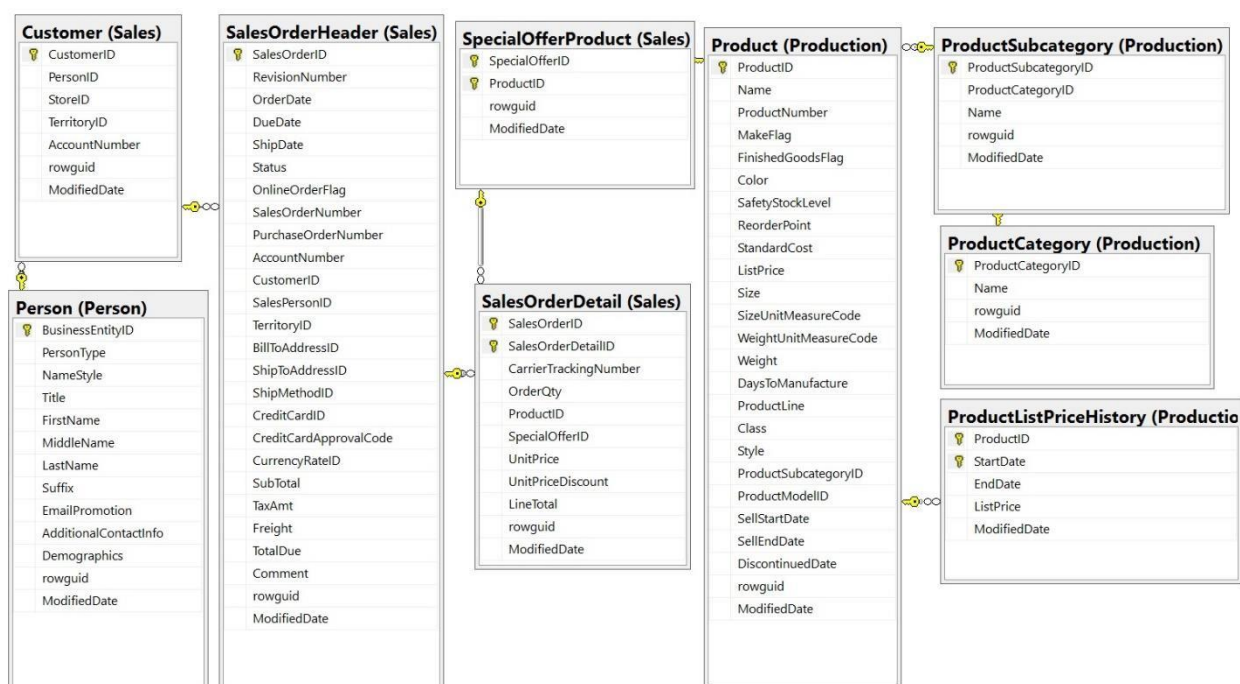 Customer (Sales)
CustomerID
PersonID
StoreID
TerritoryID
AccountNumber
rowguid
ModifiedDate
Person (Person)
BusinessEntityID
PersonType
NameStyle
Title
FirstName
MiddleName
LastName
Suffix
EmailPromotion
AdditionalContactInfo
Demographics
rowguid
ModifiedDate
SalesOrderHeader (Sales)
SalesOrderID
RevisionNumber
OrderDate
DueDate
ShipDate
Status
OnlineOrderFlag
SalesOrderNumber
PurchaseOrderNumber
AccountNumber
CustomerID
SalesPersonID
TerritoryID
BillToAddressID
ShipToAddressID
ShipMethodID
CreditCardID
CreditCardApprovalCode
CurrencyRateID
SubTotal
TaxAmt
Freight
TotalDue
Comment
rowguid
ModifiedDate
SpecialOfferProduct (Sales)
SpecialOfferID
ProductID
rowguid
ModifiedDate
SalesOrderDetail (Sales)
SalesOrderID
SalesOrderDetailID
CarrierTrackingNumber
OrderQty
ProductID
SpecialOfferID
UnitPrice
UnitPriceDiscount
LineTotal
rowguid
ModifiedDate
Product (Production)
ProductID
Name
ProductNumber
MakeFlag
FinishedGoodsFlag
Color
SafetyStockLevel
ReorderPoint
StandardCost
ListPrice
Size
SizeUnitMeasureCode
WeightUnitMeasureCode
Weight
DaysToManufacture
ProductLine
Class
Style
ProductSubcategoryID
ProductModelID
SellStartDate
SellEndDate
DiscontinuedDate
rowguid
ModifiedDate
ProductSubcategory (Production)
ProductSubcategoryID
ProductCategoryID
Name
rowguid
ModifiedDate
ProductCategory (Production)
ProductCategoryID
Name
rowguid
ModifiedDate
ProductListPriceHistory (Productio
ProductID
StartDate
EndDate
ListPrice
ModifiedDate